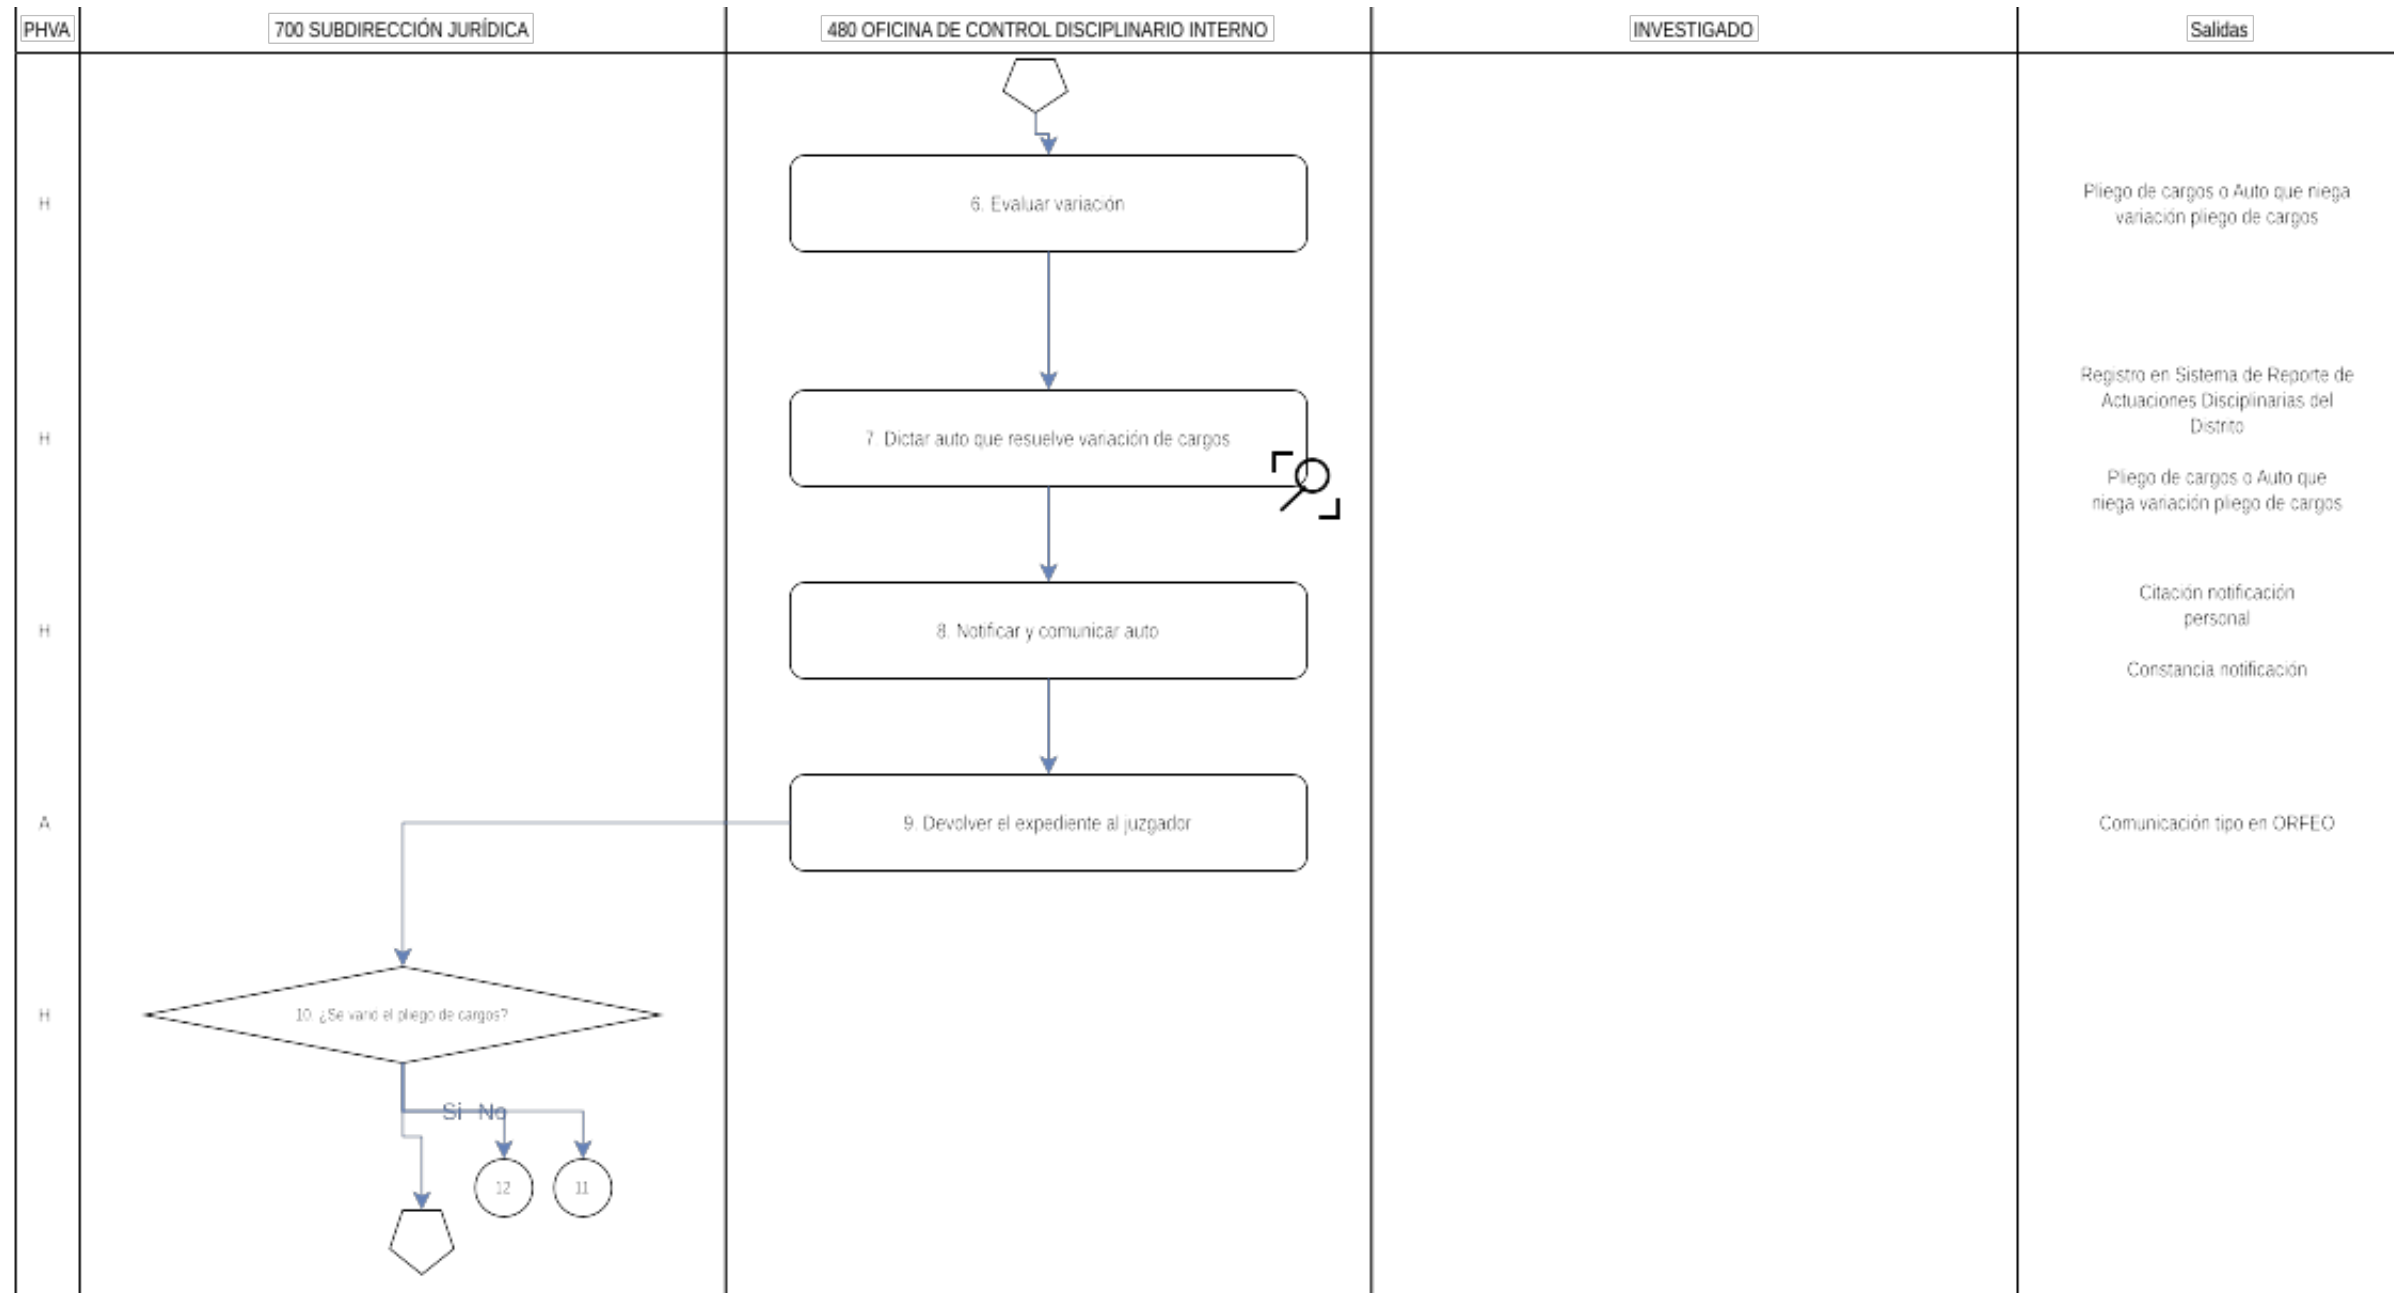 PHVA
700 SUBDIRECCIÓN JURÍDICA
480 OFICINA DE CONTROL DISCIPLINARIO INTERNO
INVESTIGADO
Salidas
H
6. Evaluar variación
Pliego de cargos o Auto que niega
variación pliego de cargos
H
7. Dictar auto que resuelve variación de cargos
Registro en Sistema de Reporte de
Actuaciones Disciplinarias del
Distrito
Pliego de cargos o Auto que
niega variación pliego de cargos
H
8. Notificar y comunicar auto
Citación notificación
personal
Constancia notificación
A
9. Devolver el expediente al juzgador
Comunicación tipo en ORFEO
H
10. ¿Se varió el pliego de cargos?
Si
No
12
11